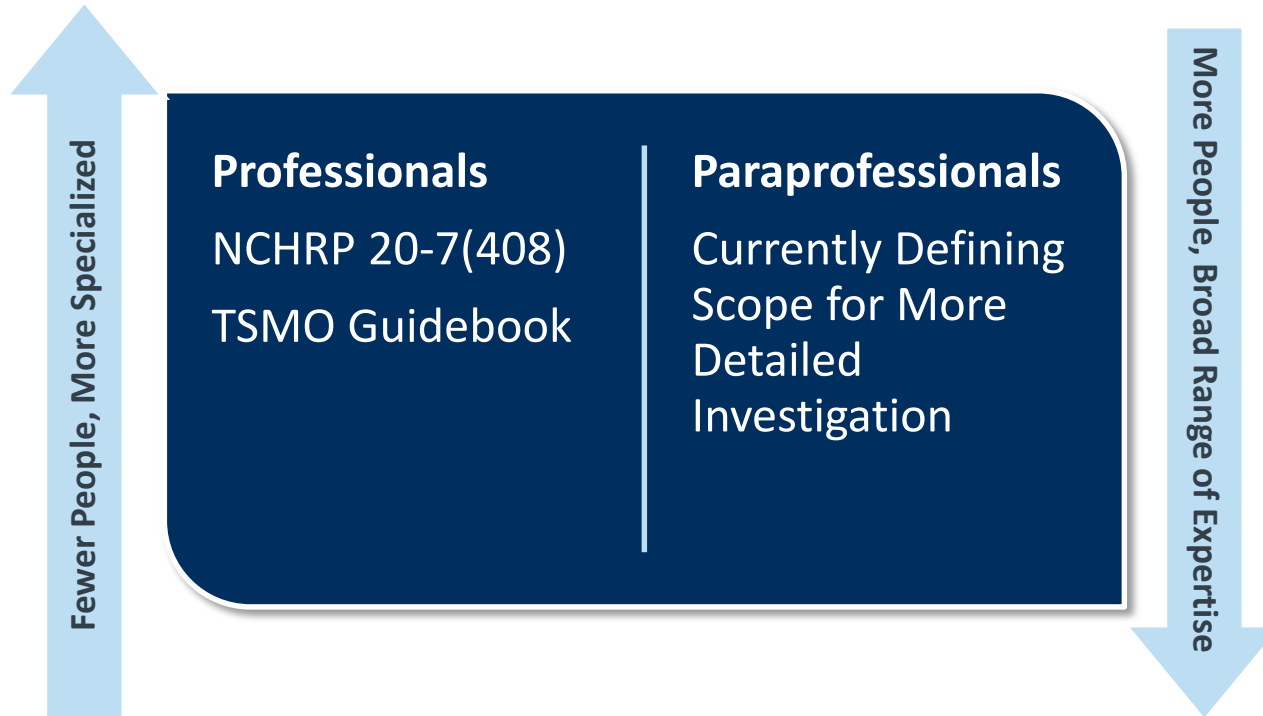 Fewer People, More Specialized
Professionals
NCHRP 20-7(408)
TSMO Guidebook
Paraprofessionals
Currently Defining
Scope for More
Detailed
Investigation
More People, Broad Range of Expertise